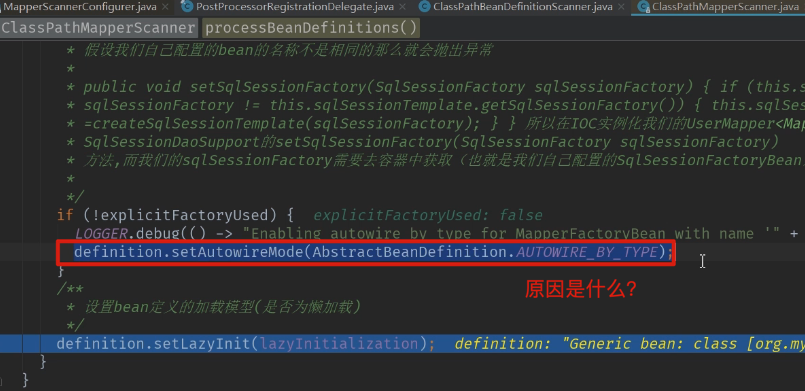 MapperScannerConfigurer.java × PostProcessorRegistrationDelegate.java × ClassPathBeanDefinitionScanner.java × ClassPathMapperScanner.java
ClassPathMapperScanner processBeanDefinitions()
* 假设我们自己配置的bean的名称不是相同的那么就会抛出异常
*
* public void setSqlSessionFactory(SqlSessionFactory sqlSessionFactory) { if (this.s
* sqlSessionFactory != this.sqlSessionTemplate.getSqlSessionFactory()) { this.sqlSes
* =createSqlSessionTemplate(sqlSessionFactory); } } 所以在IOC实例化我们的UserMapper<Map
* SqlSessionDaoSupport的setSqlSessionFactory(SqlSessionFactory sqlSessionFactory)
* 方法,而我们的sqlSessionFactory需要去容器中获取（也就是我们自己配置的SqlSessionFactoryBean
*
*/
if (!explicitFactoryUsed) { explicitFactoryUsed: false
LOGGER.debug(() -> "Enabling autowire by type for MapperFactoryBean with name '" +
definition.setAutowireMode(AbstractBeanDefinition.AUTOWIRE_BY_TYPE);
}
原因是什么?
/**
* 设置bean定义的加载模型(是否为懒加载)
*/
definition.setLazyInit(lazyInitialization); definition: "Generic bean: class [org.my
}
}